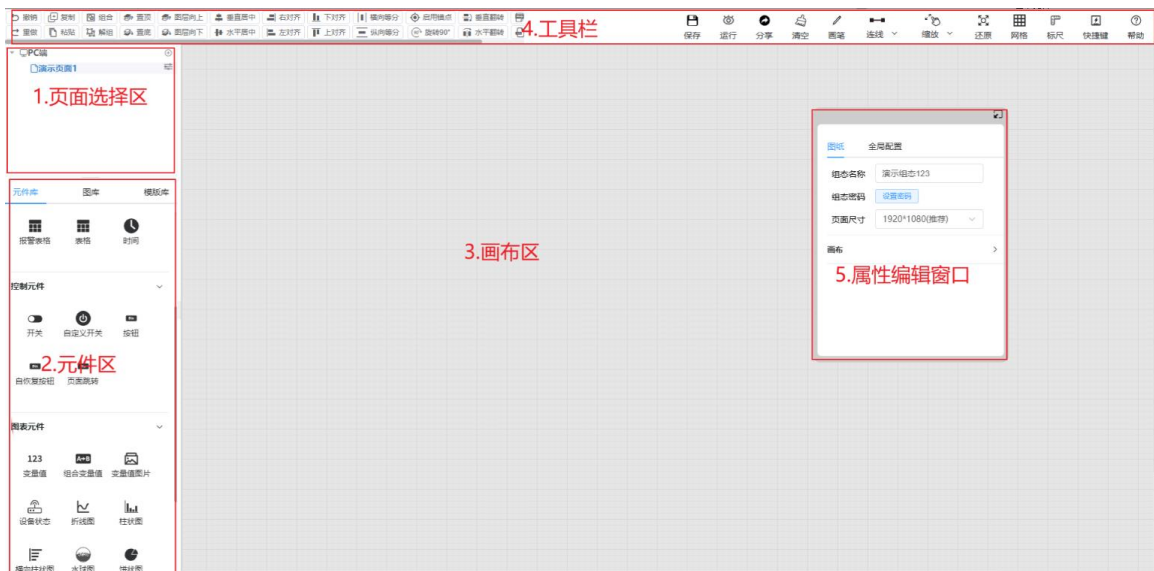 撤销 复制 组合 置顶 图层向上 垂直居中 右对齐 下对齐 横向等分 启用锚点 垂直翻转
重做 粘贴 解组 置底 图层向下 水平居中 左对齐 上对齐 纵向等分 旋转90° 水平翻转
4.工具栏
保存 运行 分享 清空 画笔 连线 缩放 还原 网格 标尺 快捷键 帮助
PC端
演示页面1
1.页面选择区
元件库 图库 模版库
报警表格 表格 时间
控制元件
开关 自定义开关 按钮
2.元件区
自恢复按钮 页面跳转
图表元件
123
变量值 组合变量值 变量值图片
设备状态 折线图 柱状图
横向柱状图 水球图 饼状图
3.画布区
图纸 全局配置
组态名称 演示组态123
组态密码 设置密码
页面尺寸 1920*1080(推荐)
画布
5.属性编辑窗口